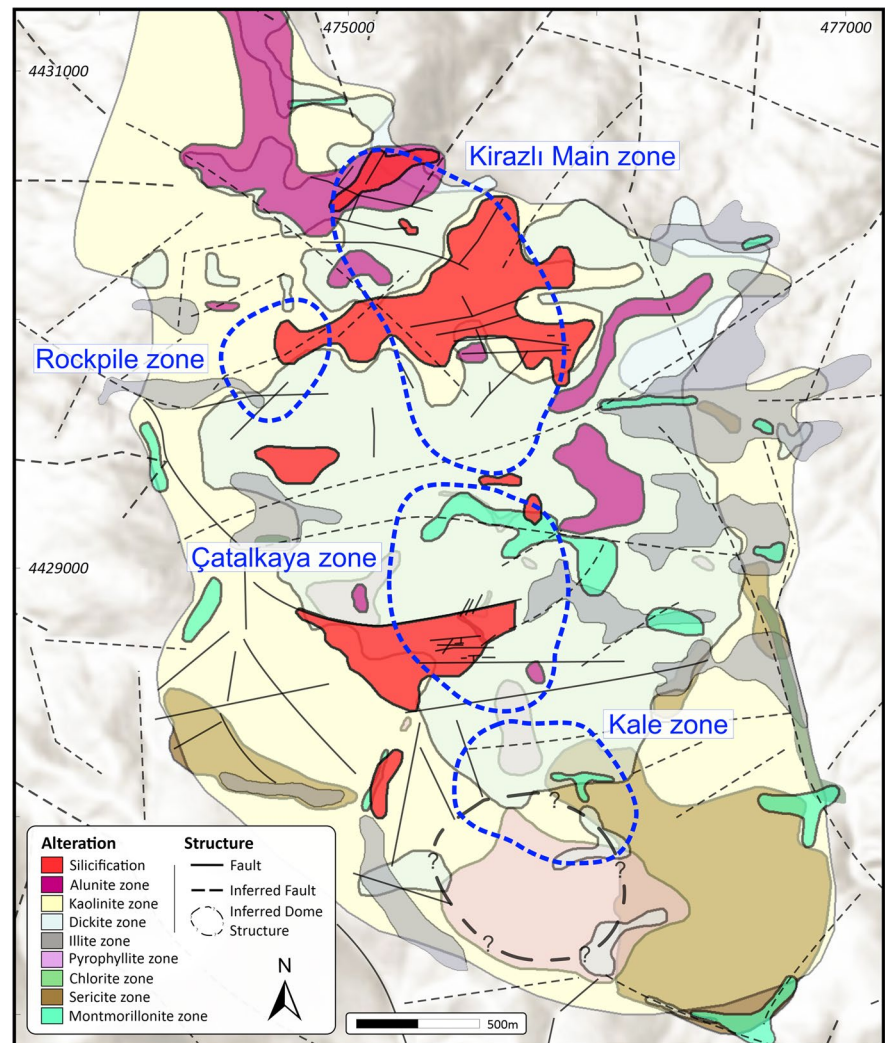 475000
477000
4431000
Kirazlı Main zone
Rockpile zone
Çatalkaya zone
4429000
Kale zone
?
?
?
?
?
Alteration
Silicification
Alunite zone
Kaolinite zone
Dickite zone
Illite zone
Pyrophyllite zone
Chlorite zone
Sericite zone
Montmorillonite zone
Structure
Fault
Inferred Fault
Inferred Dome
Structure
N
500m